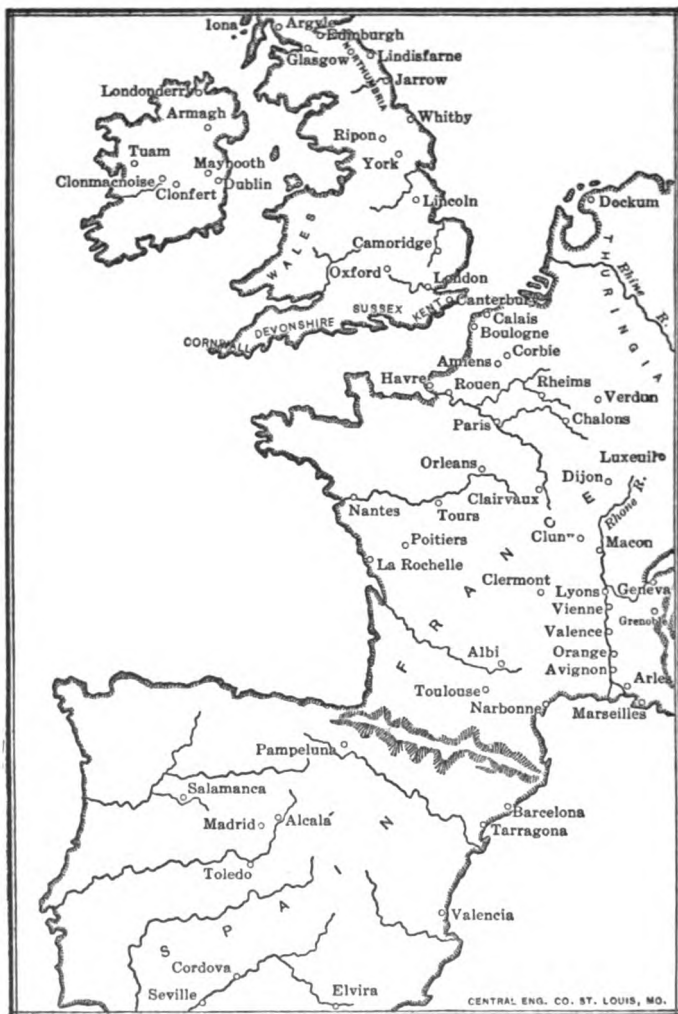 Iona
Argyle
Edinburgh
Glasgow
NORTHUMBRIA
Lindisfarne
Jarrow
Londonderry
Armagh
Whitby
Ripon
York
Tuam
Maynooth
Clonmacnoise
Dublin
Clonfert
Lincoln
Dockum
WALES
Camoridge
Oxford
London
THURINGIA
Rhine R.
CORNWALL
DEVONSHIRE
SUSSEX
KENT
Canterbury
Calais
Boulogne
Corbie
Amiens
Havre
Rouen
Rheims
Verdun
Paris
Chalons
Orleans
Luxeuil
Dijon
Clairvaux
Nantes
Tours
Rhone R.
Poitiers
Macon
La Rochelle
FRANCE
Clermont
Lyons
Geneva
Vienne
Grenoble
Valence
Albi
Orange
Avignon
Toulouse
Arles
Narbonne
Marseilles
Pampeluna
Salamanca
Madrid
Alcalá
Barcelona
Tarragona
Toledo
SPAIN
Valencia
Cordova
Seville
Elvira
CENTRAL ENG. CO. ST. LOUIS, MO.